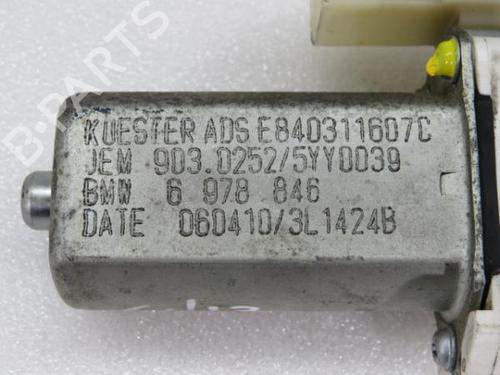 B-PARTS
KUESTER ADS E840311607C
JEM 903.0252/5YY0039
BMW 6 978 846
DATE 060410/3L1424B